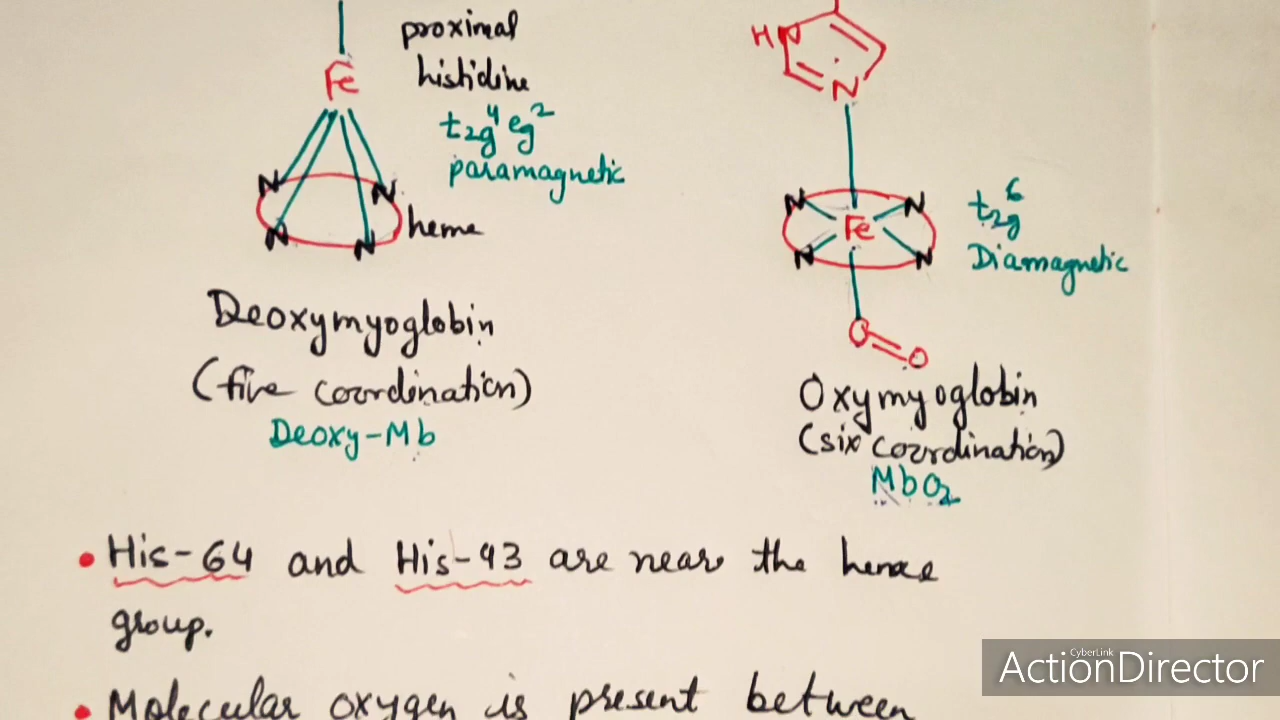 proximal
histidine
Fe
t2g⁴ eg²
paramagnetic
N N
N N
heme
Deoxymyoglobin
(five coordination)
Deoxy-Mb
HN
N
N N
Fe
N N
t2g⁶
Diamagnetic
O
O
Oxymyoglobin
(six coordination)
MbO₂
• His-64 and His-93 are near the heme
group.
• Molecular oxygen is present between
CyberLink
ActionDirector